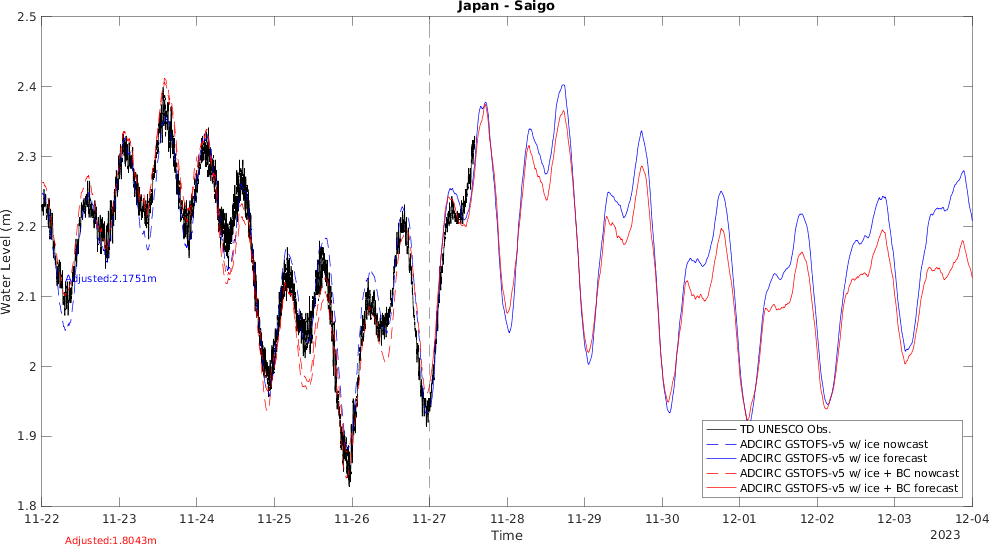 Japan - Saigo
Water Level (m)
2.5
2.4
2.3
2.2
2.1
2
1.9
1.8
Adjusted:2.1751m
TD UNESCO Obs.
ADCIRC GSTOFS-v5 w/ ice nowcast
ADCIRC GSTOFS-v5 w/ ice forecast
ADCIRC GSTOFS-v5 w/ ice + BC nowcast
ADCIRC GSTOFS-v5 w/ ice + BC forecast
11-22 11-23 11-24 11-25 11-26 11-27 11-28 11-29 11-30 12-01 12-02 12-03 12-04
Time
2023
Adjusted:1.8043m